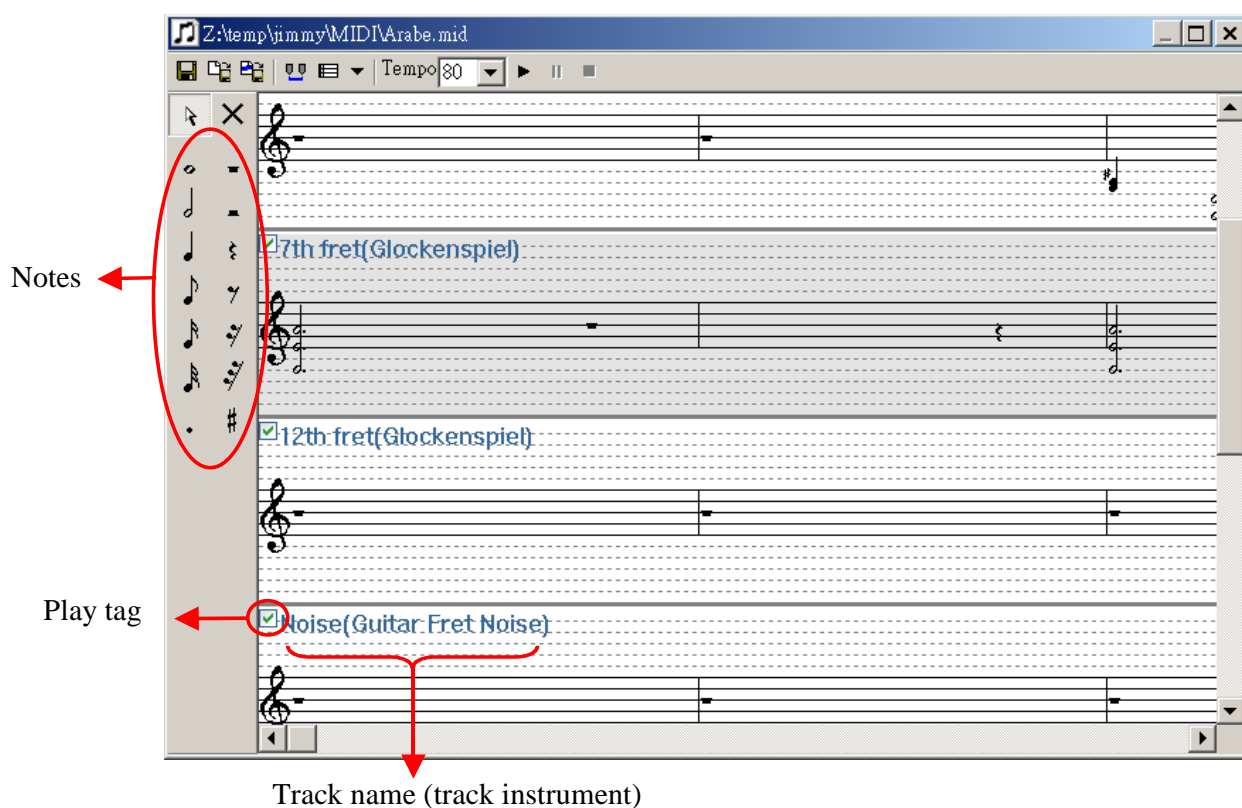 Z:\temp\jimmy\MIDI\Arabe.mid
Tempo 80
7th fret(Glockenspiel)
Notes
12th fret(Glockenspiel)
Play tag
Noise(Guitar Fret Noise)
Track name (track instrument)